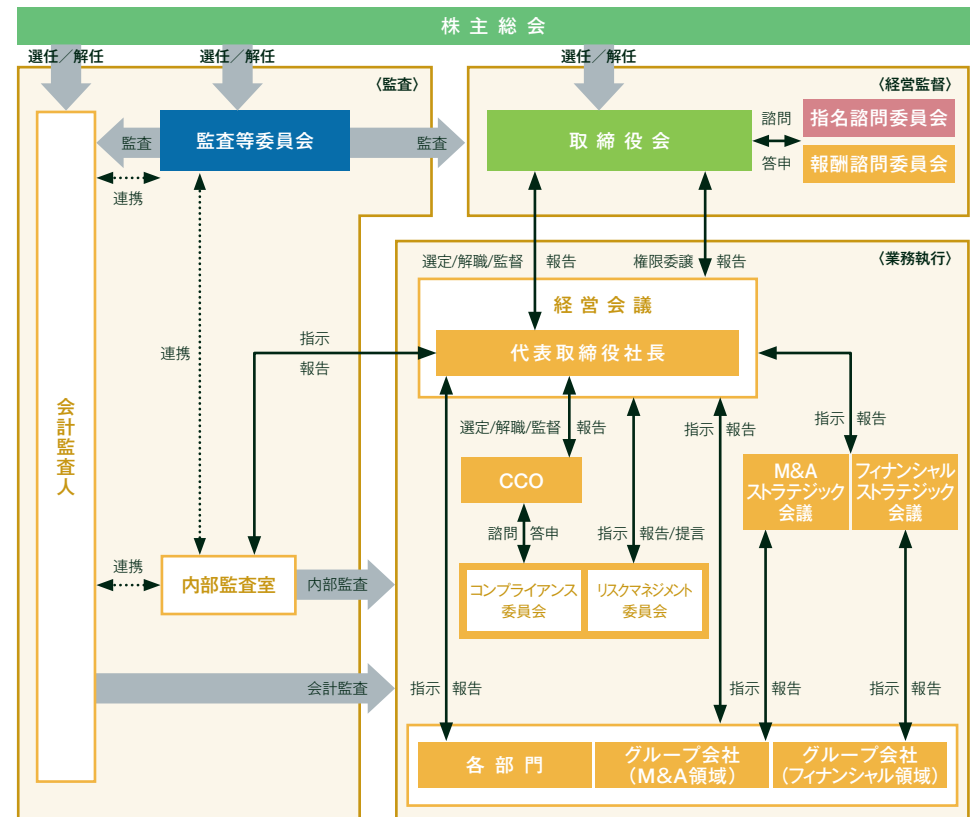 株主総会
選任／解任
選任／解任
選任／解任
〈監査〉
〈経営監督〉
監査
監査等委員会
監査
取締役会
諮問
答申
指名諮問委員会
報酬諮問委員会
連携
選定/解職/監督
報告
権限委譲
報告
〈業務執行〉
経営会議
代表取締役社長
指示
報告
連携
会計監査人
選定/解職/監督
報告
指示
報告
指示
報告
CCO
M&A
ストラテジック
会議
フィナンシャル
ストラテジック
会議
諮問
答申
指示
報告/提言
連携
内部監査室
内部監査
コンプライアンス
委員会
リスクマネジメント
委員会
会計監査
指示
報告
指示
報告
指示
報告
各部門
グループ会社
（M&A領域）
グループ会社
（フィナンシャル領域）